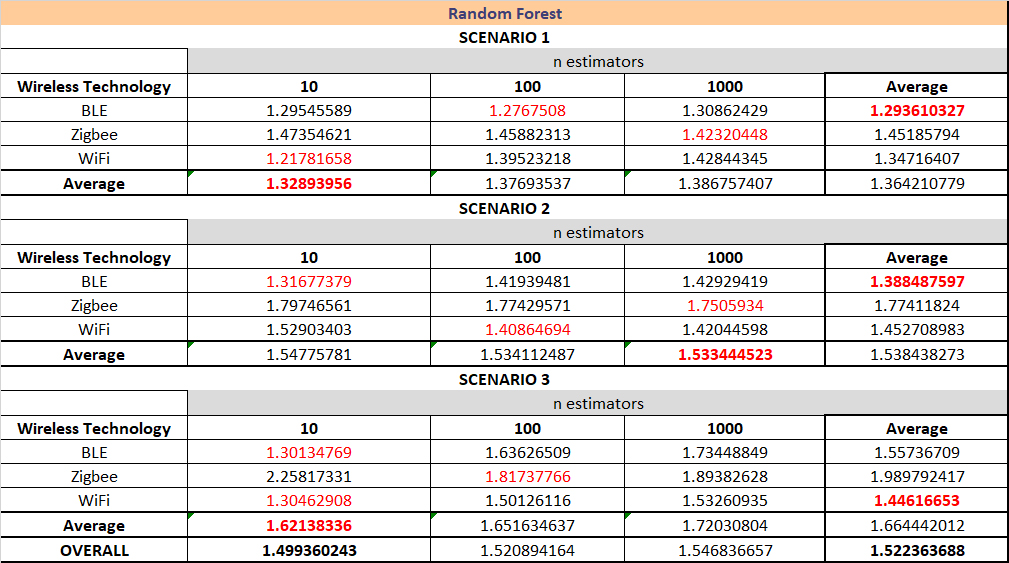 Random Forest
SCENARIO 1
n estimators
Wireless Technology 10 100 1000 Average
BLE 1.29545589 1.2767508 1.30862429 1.293610327
Zigbee 1.47354621 1.45882313 1.42320448 1.45185794
WiFi 1.21781658 1.39523218 1.42844345 1.34716407
Average 1.32893956 1.37693537 1.386757407 1.364210779
SCENARIO 2
n estimators
Wireless Technology 10 100 1000 Average
BLE 1.31677379 1.41939481 1.42929419 1.388487597
Zigbee 1.79746561 1.77429571 1.7505934 1.77411824
WiFi 1.52903403 1.40864694 1.42044598 1.452708983
Average 1.54775781 1.534112487 1.533444523 1.538438273
SCENARIO 3
n estimators
Wireless Technology 10 100 1000 Average
BLE 1.30134769 1.63626509 1.73448849 1.55736709
Zigbee 2.25817331 1.81737766 1.89382628 1.989792417
WiFi 1.30462908 1.50126116 1.53260935 1.44616653
Average 1.62138336 1.651634637 1.72030804 1.664442012
OVERALL 1.499360243 1.520894164 1.546836657 1.522363688